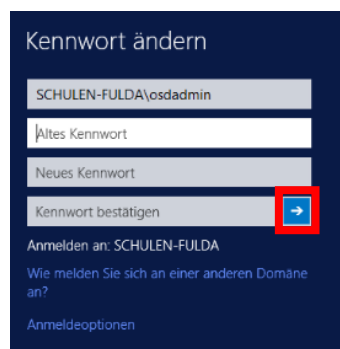 Kennwort ändern
SCHULEN-FULDA\osdadmin
Altes Kennwort
Neues Kennwort
Kennwort bestätigen
Anmelden an: SCHULEN-FULDA
Wie melden Sie sich an einer anderen Domäne
an?
Anmeldeoptionen